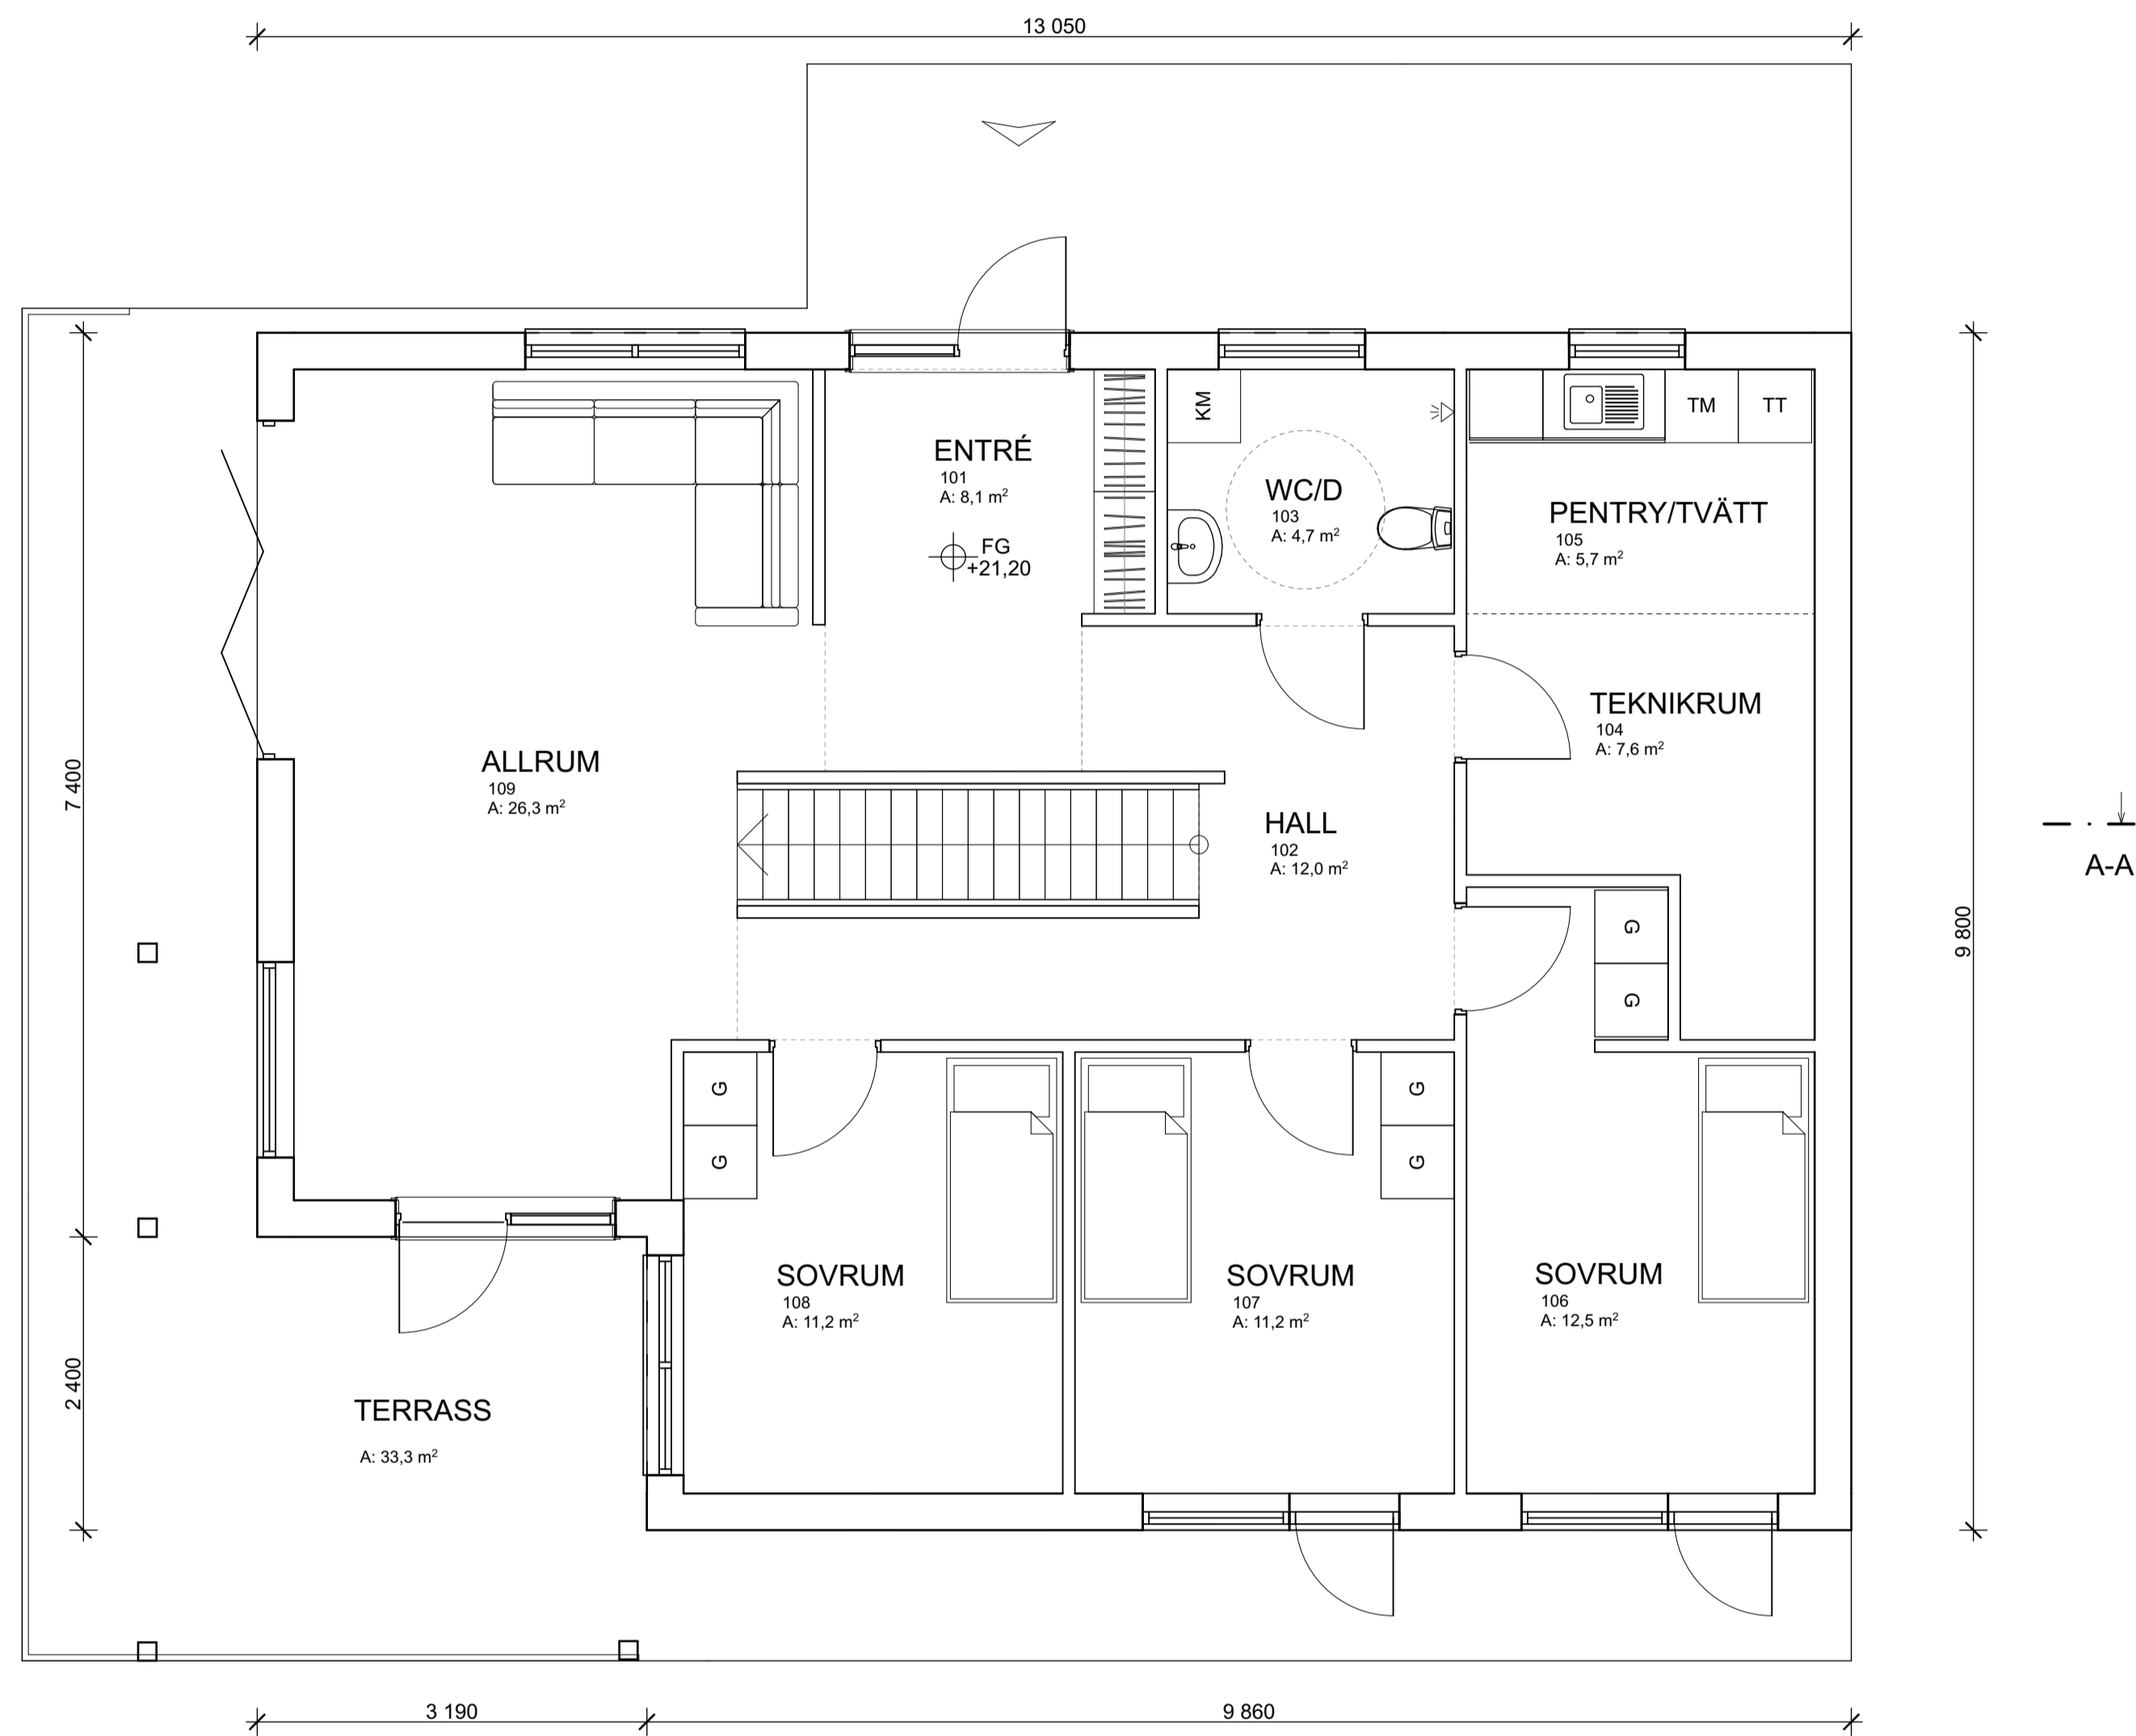 13 050
ENTRÉ
101
A: 8,1 m²
FG
+21,20
KM
WC/D
103
A: 4,7 m²
TM
TT
PENTRY/TVÄTT
105
A: 5,7 m²
TEKNIKRUM
104
A: 7,6 m²
ALLRUM
109
A: 26,3 m²
7 400
HALL
102
A: 12,0 m²
A-A
9 800
G
G
G
G
G
G
SOVRUM
108
A: 11,2 m²
SOVRUM
107
A: 11,2 m²
SOVRUM
106
A: 12,5 m²
2 400
TERRASS
A: 33,3 m²
3 190
9 860